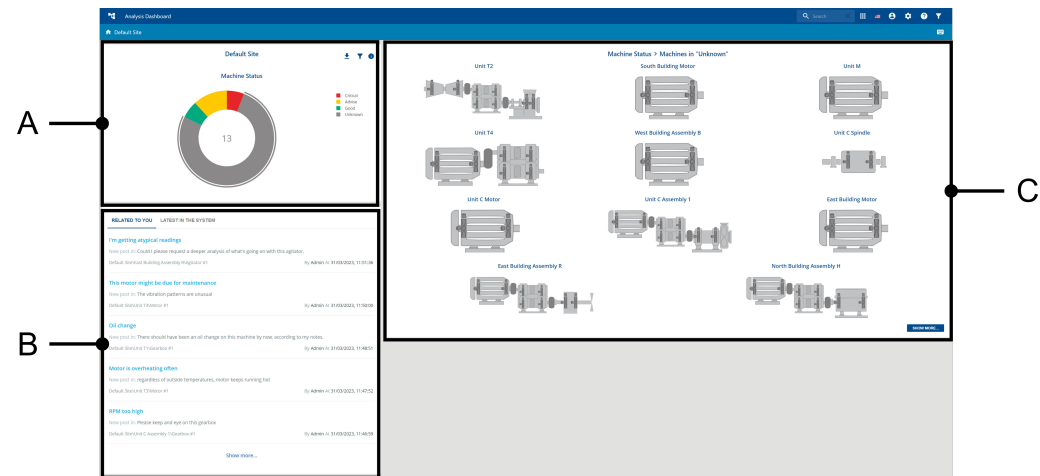 Analysis Dashboard
Search
Default Site
A
Default Site
Machine Status
Critical
Advise
Good
Unknown
13
B
RELATED TO YOU LATEST IN THE SYSTEM
I'm getting atypical readings
New post in: Could I please request a deeper analysis of what's going on with this agitator.
By Admin At 31/03/2023, 11:51:36
This motor might be due for maintenance
New post in: The vibration patterns are unusual
By Admin At 31/03/2023, 11:50:00
Oil change
New post in: There should have been an oil change on this machine by now, according to my notes.
By Admin At 31/03/2023, 11:48:51
Motor is overheating often
New post in: regardless of outside temperatures, motor keeps running hot
By Admin At 31/03/2023, 11:47:52
RPM too high
New post in: Please keep and eye on this gearbox
By Admin At 31/03/2023, 11:46:59
Show more...
C
Machine Status > Machines in "Unknown"
Unit T2 South Building Motor Unit M
Unit T4 West Building Assembly B Unit C Spindle
Unit C Motor Unit C Assembly 1 East Building Motor
East Building Assembly R North Building Assembly H
SHOW MORE...